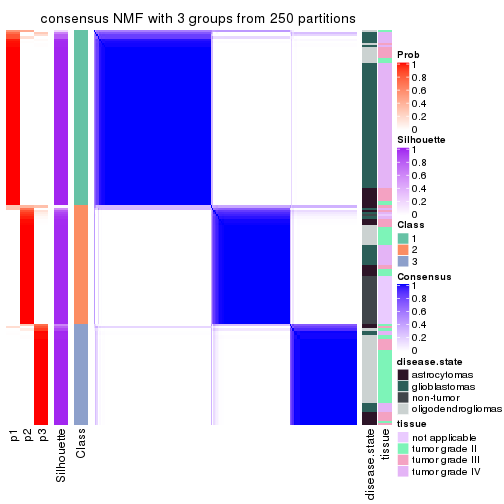 consensus NMF with 3 groups from 250 partitions
p1
p2
p3
Silhouette
Class
disease.state
tissue
Prob
1
0.8
0.6
0.4
0.2
0
Silhouette
1
0.8
0.6
0.4
0.2
0
Class
1
2
3
Consensus
1
0.8
0.6
0.4
0.2
0
disease.state
astrocytomas
glioblastomas
non-tumor
oligodendrogliomas
tissue
not applicable
tumor grade II
tumor grade III
tumor grade IV